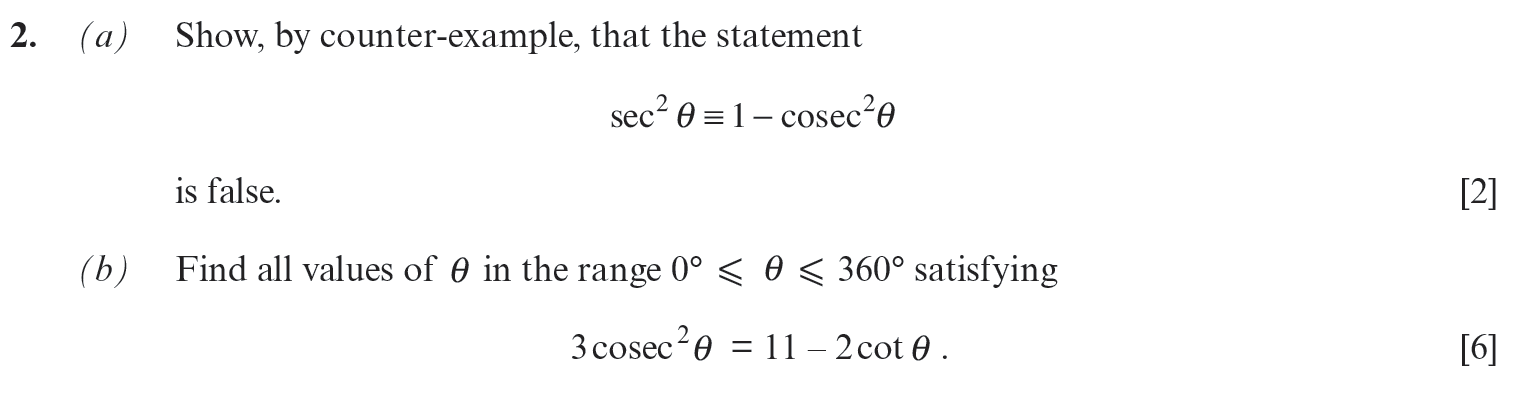 2. (a) Show, by counter-example, that the statement
sec² θ ≡ 1 – cosec²θ
is false. [2]
(b) Find all values of θ in the range 0° ⩽ θ ⩽ 360° satisfying
3 cosec²θ = 11 – 2 cot θ . [6]